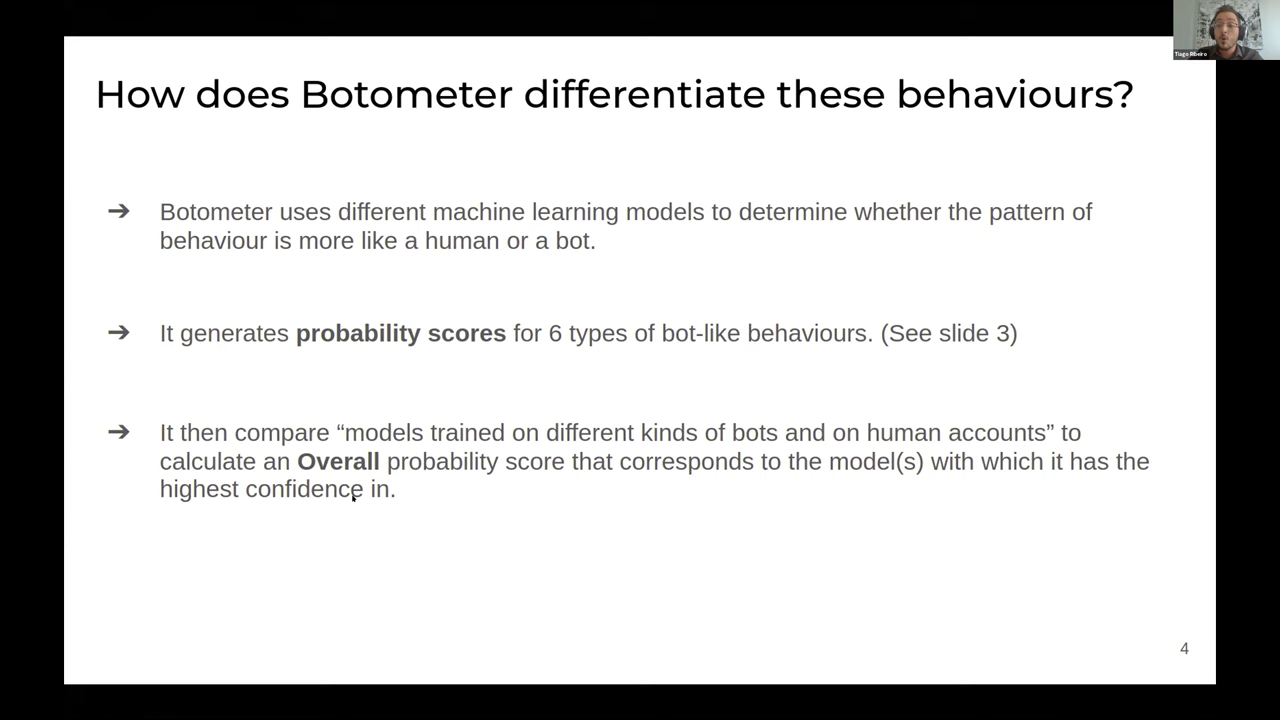 How does Botometer differentiate these behaviours?
➔ Botometer uses different machine learning models to determine whether the pattern of
behaviour is more like a human or a bot.
➔ It generates probability scores for 6 types of bot-like behaviours. (See slide 3)
➔ It then compare “models trained on different kinds of bots and on human accounts” to
calculate an Overall probability score that corresponds to the model(s) with which it has the
highest confidence in.
4
Tiago Ribeiro